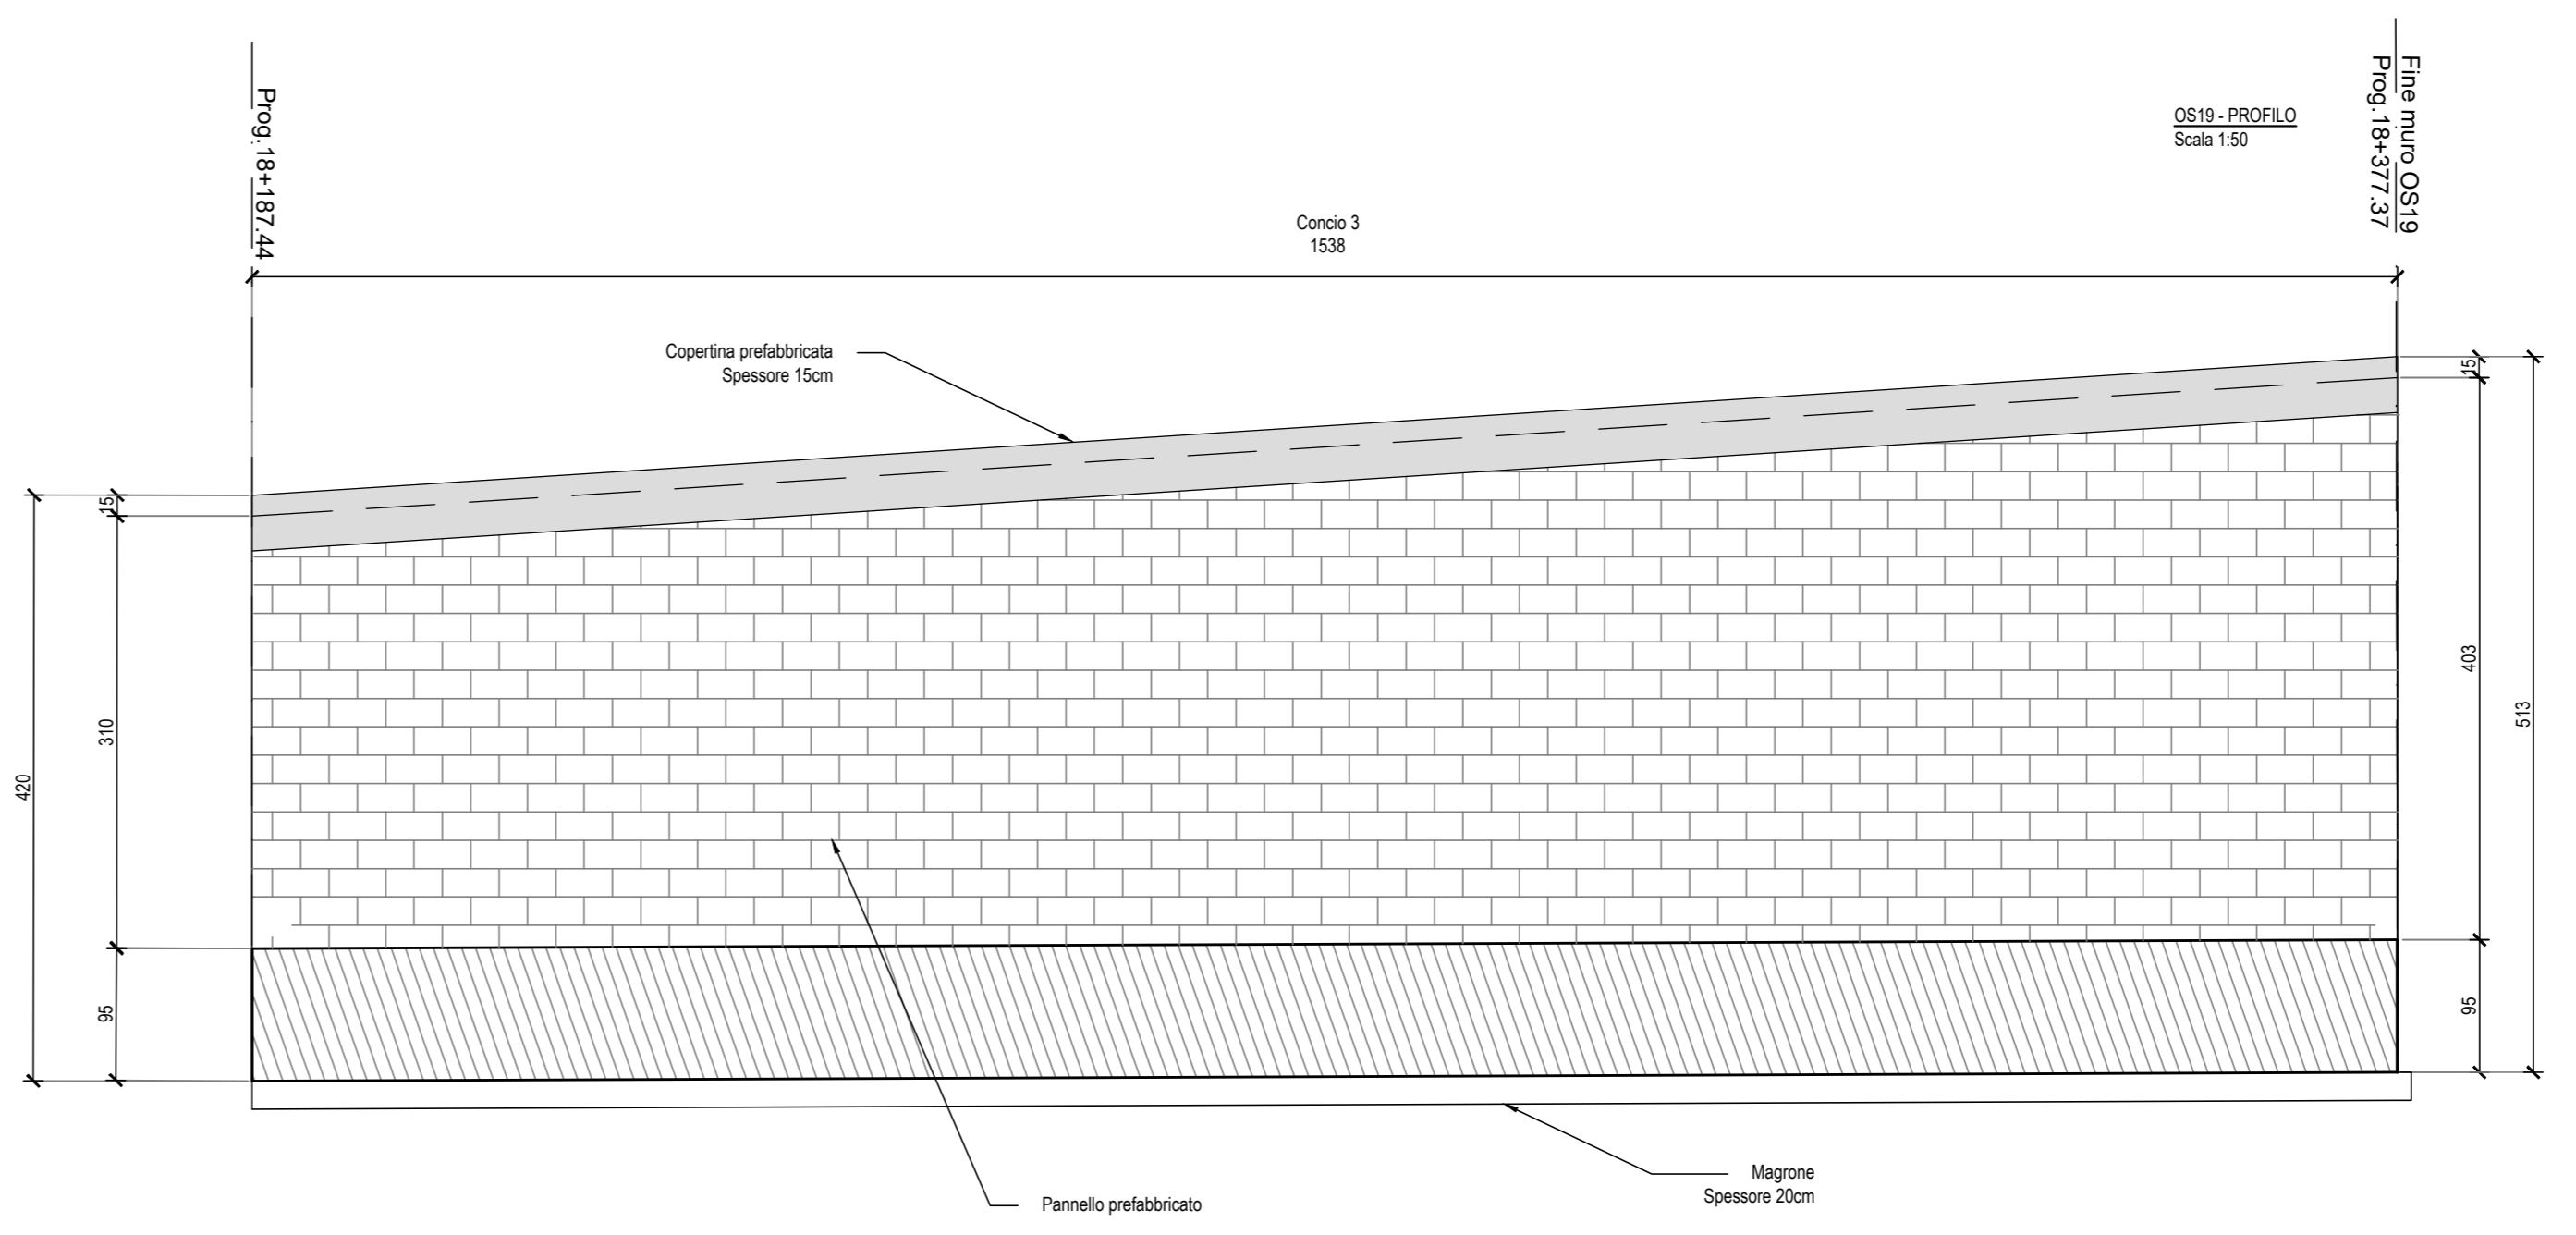 Prog.18+187.44
Fine muro OS19
Prog.18+377.37
OS19 - PROFILO
Scala 1:50
Concio 3
1538
Copertina prefabbricata
Spessore 15cm
15
310
95
420
15
403
95
513
Magrone
Spessore 20cm
Pannello prefabbricato